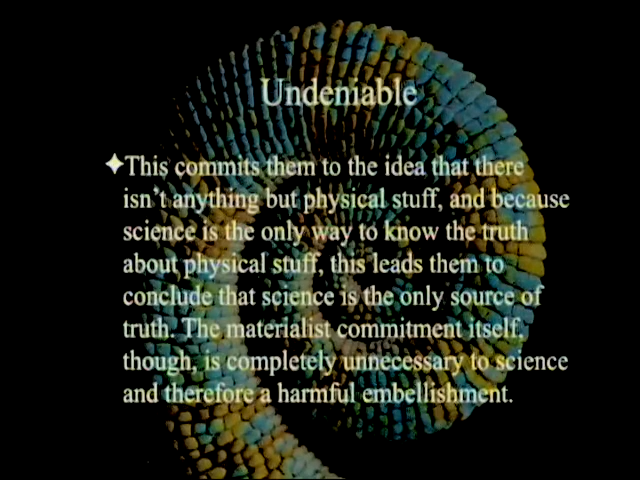 Undeniable
✦This commits them to the idea that there
isn't anything but physical stuff, and because
science is the only way to know the truth
about physical stuff, this leads them to
conclude that science is the only source of
truth. The materialist commitment itself,
though, is completely unnecessary to science
and therefore a harmful embellishment.